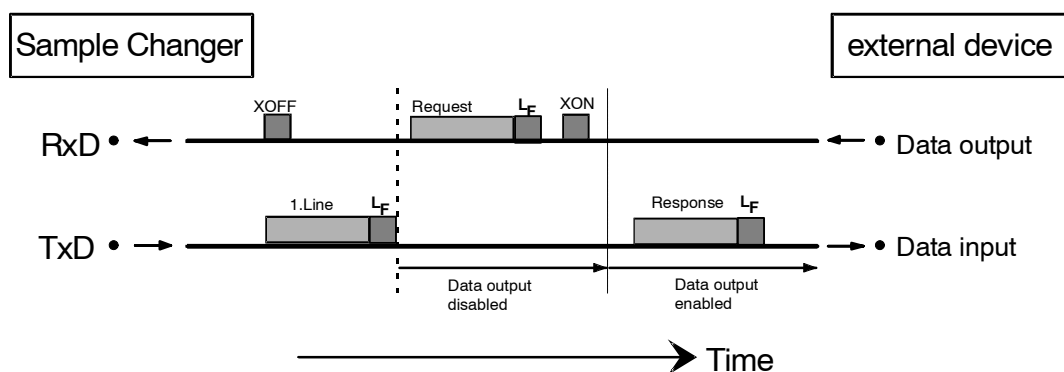 Sample Changer
external device
XOFF
Request
LF
XON
RxD
Data output
1.Line
LF
Response
LF
TxD
Data input
Data output
disabled
Data output
enabled
Time